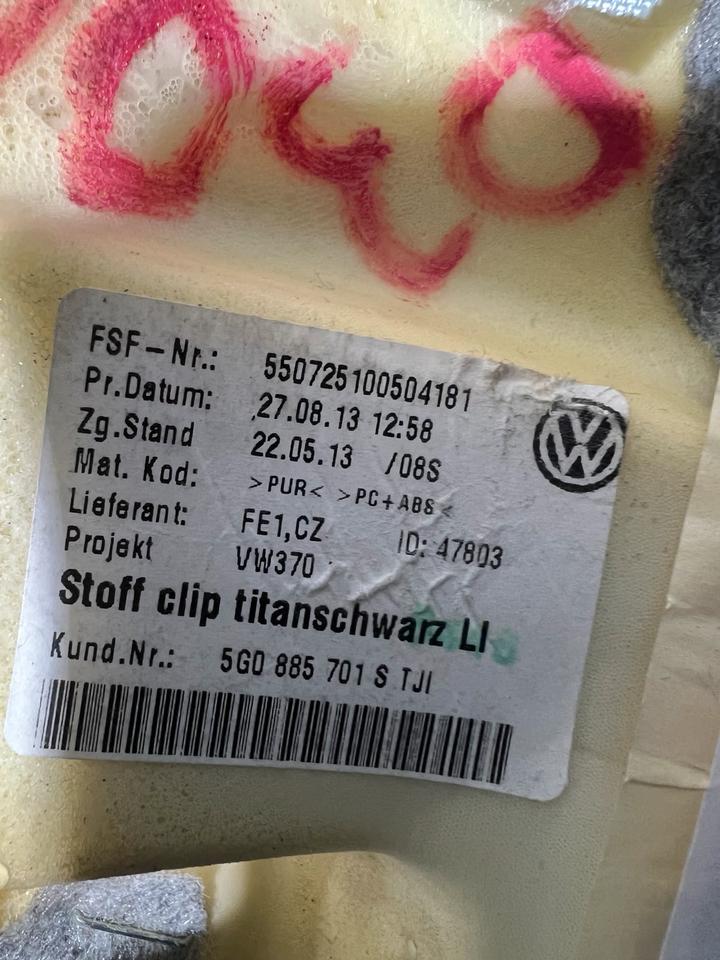 FSF-Nr.: 550725100504181
Pr.Datum: 27.08.13 12:58
Zg.Stand 22.05.13 /08S
Mat. Kod: >PUR< >PC+ABS<
Lieferant: FE1,CZ ID: 47803
Projekt VW370
Stoff clip titanschwarz LI
Kund.Nr.: 5G0 885 701 S TJI